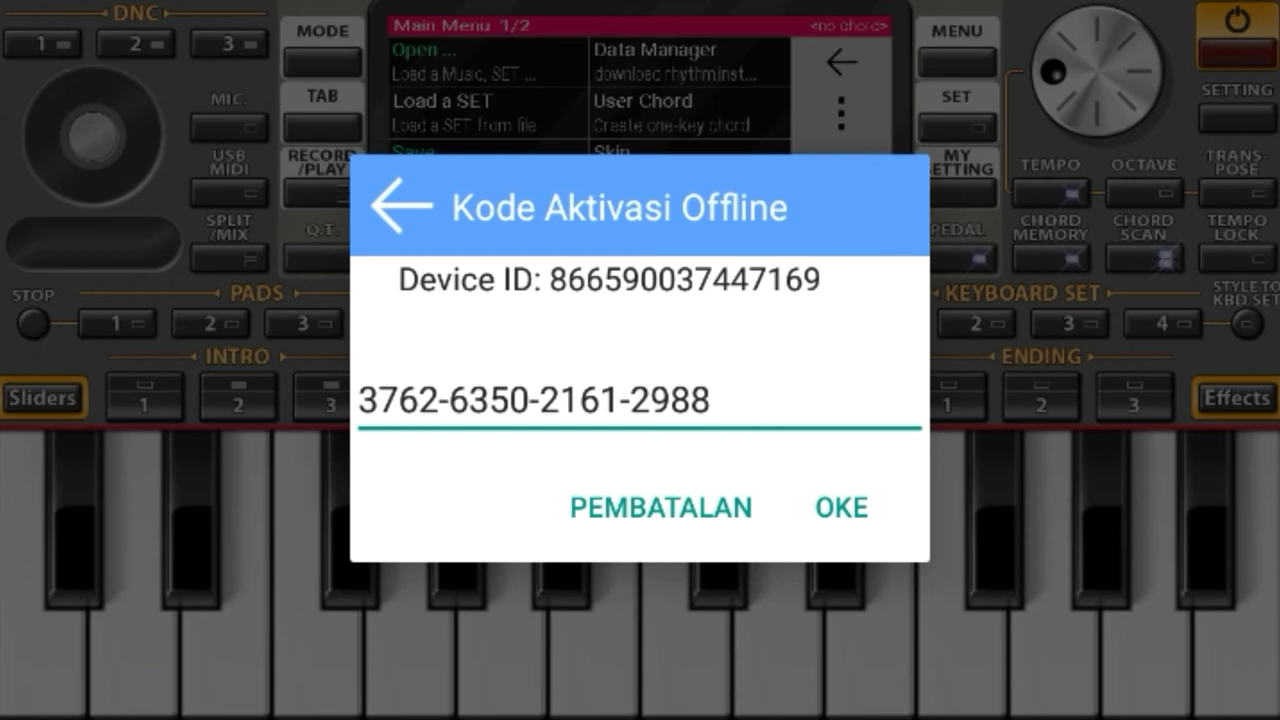 DNC
1
2
3
MODE
TAB
RECORD
/PLAY
MIC.
USB
MIDI
SPLIT
/MIX
Q.T.
Main Menu 1/2
<no chord>
Open ...
Load a Music, SET ...
Data Manager
download rhythm.inst...
Load a SET
Load a SET from file
User Chord
Create one-key chord
Save
Skin
MENU
SET
MY
SETTING
PEDAL
SETTING
TEMPO
OCTAVE
TRANS-
POSE
CHORD
MEMORY
CHORD
SCAN
TEMPO
LOCK
Kode Aktivasi Offline
Device ID: 866590037447169
3762-6350-2161-2988
PEMBATALAN
OKE
STOP
PADS
1
2
3
KEYBOARD SET
2
3
4
STYLE TO
KBD SET
INTRO
Sliders
1
2
3
ENDING
1
2
3
Effects